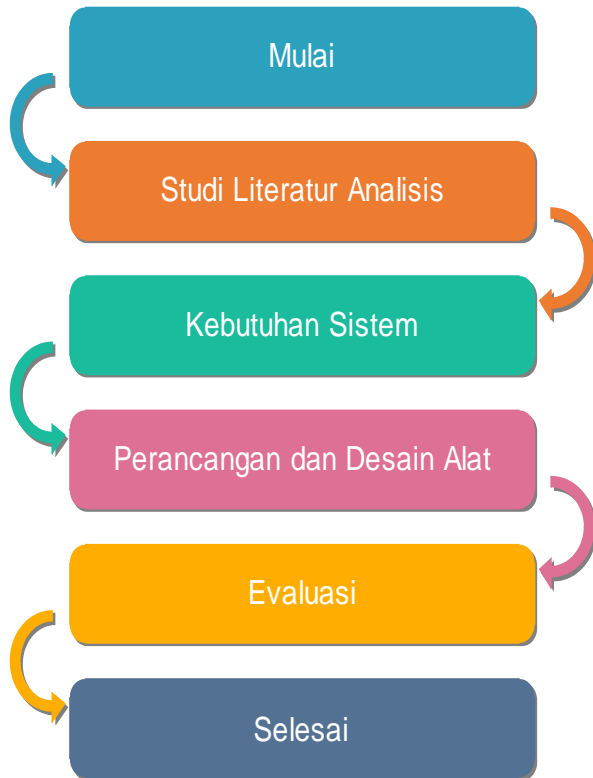 Mulai
Studi Literatur Analisis
Kebutuhan Sistem
Perancangan dan Desain Alat
Evaluasi
Selesai